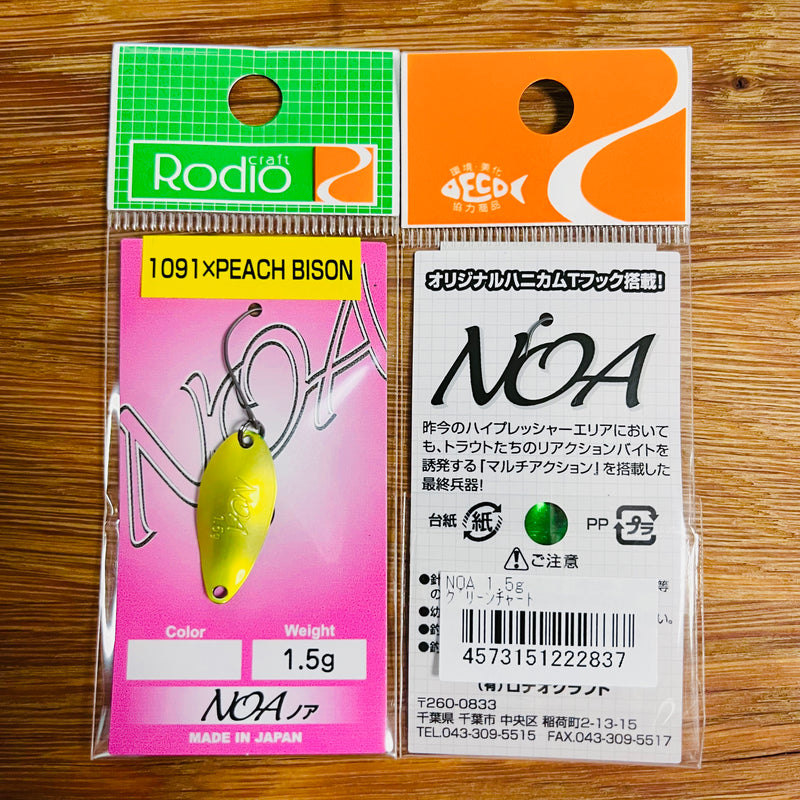 Rodio craft
1091×PEACH BISON
NOA
NOA
1.5g
Color
Weight
1.5g
NOA ノア
MADE IN JAPAN
環境・美化
ECO
協力商品
オリジナルハニカムTフック搭載!
NOA
昨今のハイプレッシャーエリアにおいて
も、トラウトたちのリアクションバイトを
誘発する「マルチアクション」を搭載した
最終兵器!
台紙 紙
PP プラ
ご注意
NOA 1.5g
グリーンチャート
4573151222837
(有)ロデオクラフト
〒260-0833
千葉県 千葉市 中央区 稲荷町2-13-15
TEL.043-309-5515 FAX.043-309-5517